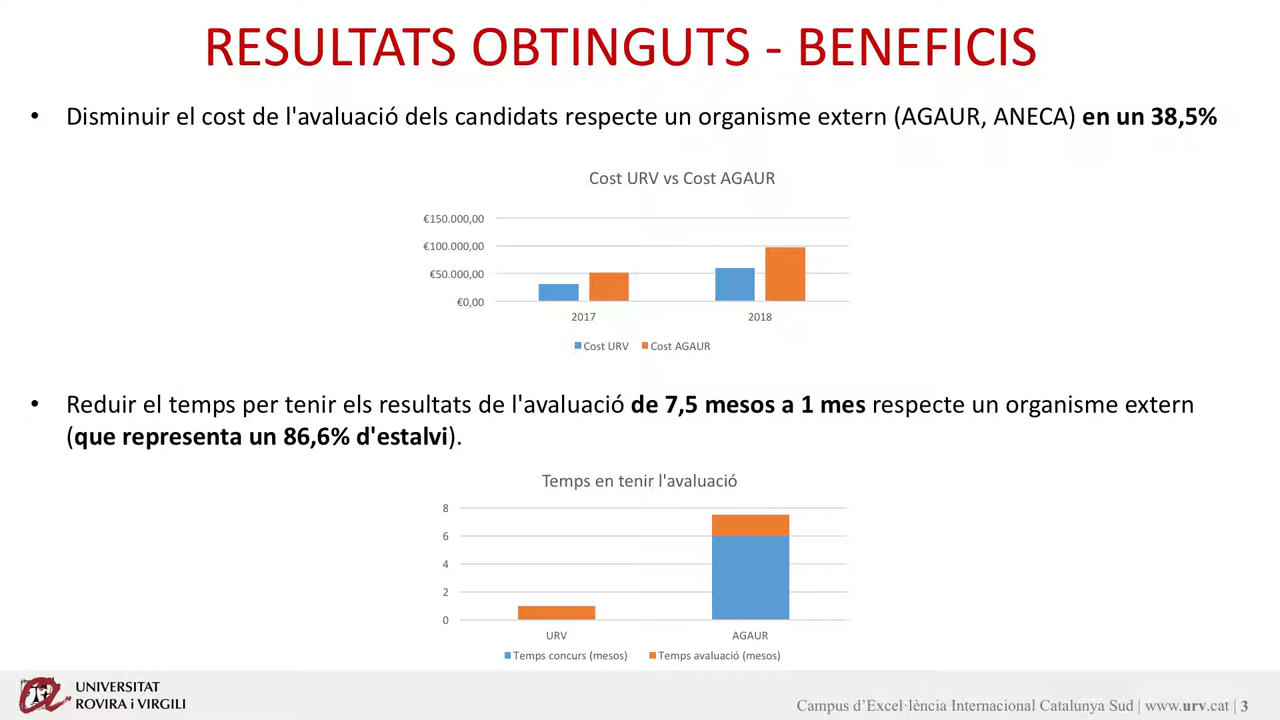 RESULTATS OBTINGUTS - BENEFICIS
• Disminuir el cost de l'avaluació dels candidats respecte un organisme extern (AGAUR, ANECA) en un 38,5%
Cost URV vs Cost AGAUR
€150.000,00
€100.000,00
€50.000,00
€0,00
2017 2018
Cost URV Cost AGAUR
• Reduir el temps per tenir els resultats de l'avaluació de 7,5 mesos a 1 mes respecte un organisme extern
(que representa un 86,6% d'estalvi).
Temps en tenir l'avaluació
8
6
4
2
0
URV AGAUR
Temps concurs (mesos) Temps avaluació (mesos)
UNIVERSITAT
ROVIRA i VIRGILI
Campus d'Excel·lència Internacional Catalunya Sud | www.urv.cat | 3